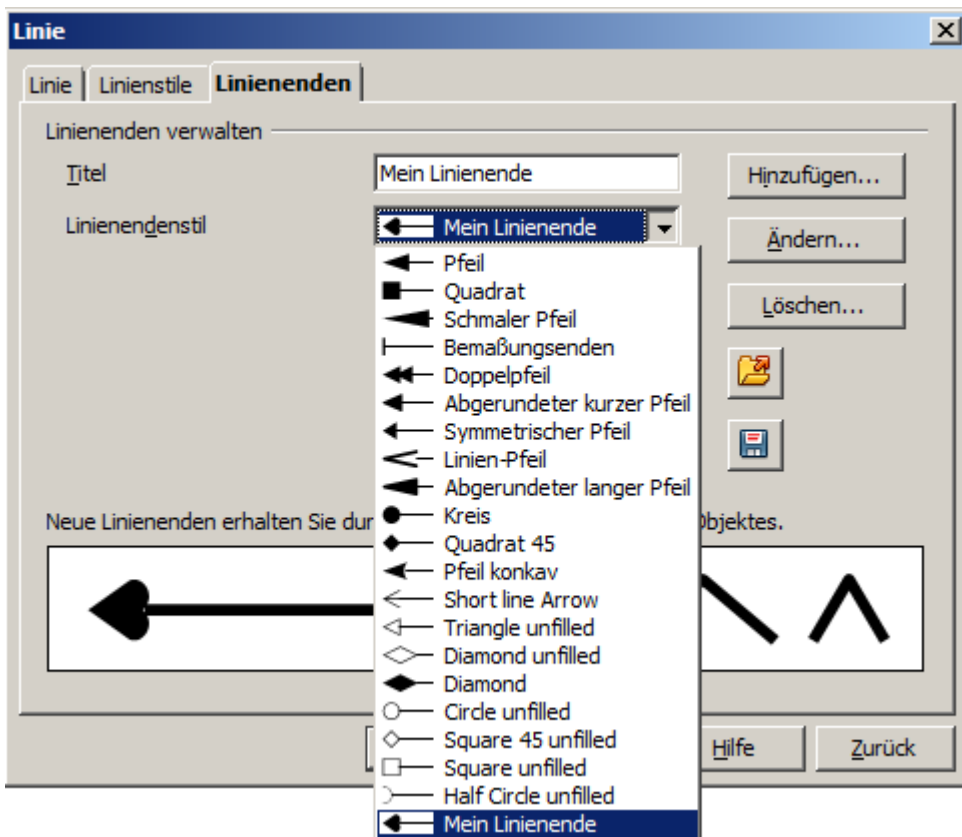 Linie
Linie Linienstile Linienenden
Linienenden verwalten
Titel Mein Linienende Hinzufügen...
Linienendenstil Mein Linienende Ändern...
Löschen...
Pfeil
Quadrat
Schmaler Pfeil
Bemaßungsenden
Doppelpfeil
Abgerundeter kurzer Pfeil
Symmetrischer Pfeil
Linien-Pfeil
Abgerundeter langer Pfeil
Kreis
Quadrat 45
Pfeil konkav
Short line Arrow
Triangle unfilled
Diamond unfilled
Diamond
Circle unfilled
Square 45 unfilled
Square unfilled
Half Circle unfilled
Mein Linienende
Neue Linienenden erhalten Sie objektes.
Hilfe Zurück